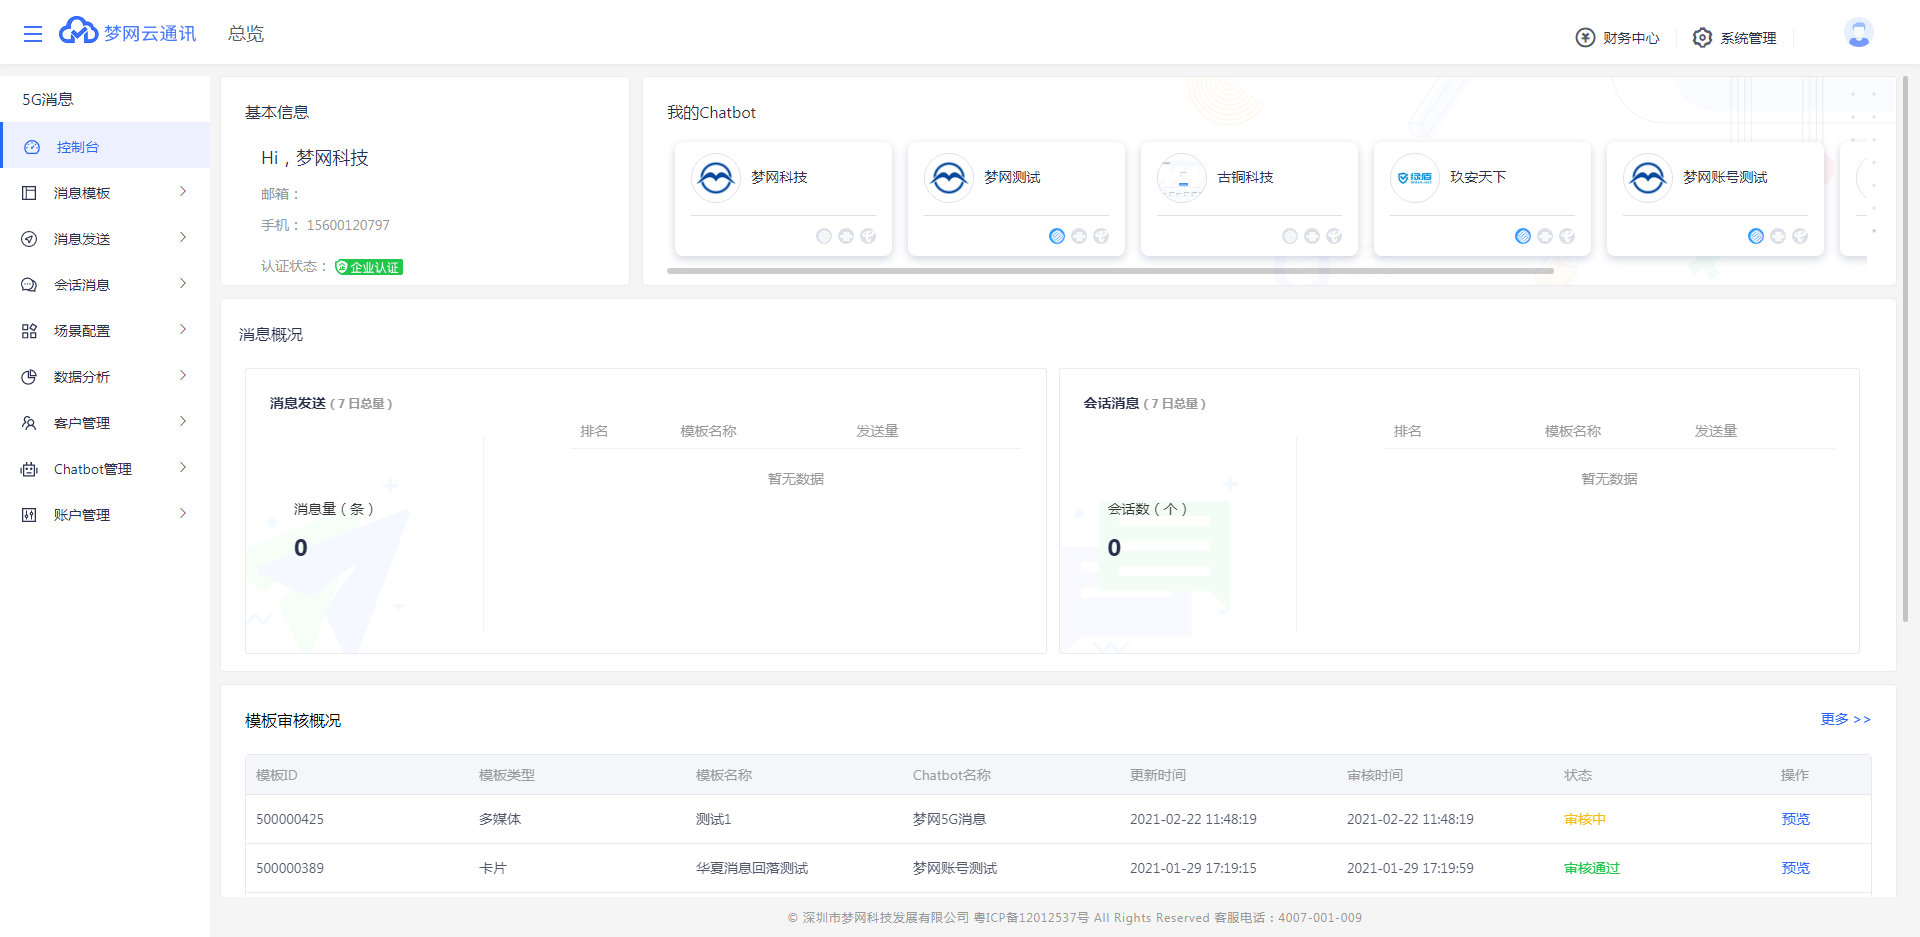 梦网云通讯
总览
财务中心
系统管理
5G消息
控制台
消息模板
消息发送
会话消息
场景配置
数据分析
客户管理
Chatbot管理
账户管理
基本信息
Hi，梦网科技
邮箱：
手机： 15600120797
认证状态： 企业认证
我的Chatbot
梦网科技
梦网测试
古铜科技
绿盾 玖安天下
梦网账号测试
消息概况
消息发送（7 日总量）
排名 模板名称 发送量
暂无数据
消息量（条）
0
会话消息（7 日总量）
排名 模板名称 发送量
暂无数据
会话数（个）
0
模板审核概况
更多 >>
模板ID 模板类型 模板名称 Chatbot名称 更新时间 审核时间 状态 操作
500000425 多媒体 测试1 梦网5G消息 2021-02-22 11:48:19 2021-02-22 11:48:19 审核中 预览
500000389 卡片 华夏消息回落测试 梦网账号测试 2021-01-29 17:19:15 2021-01-29 17:19:59 审核通过 预览
© 深圳市梦网科技发展有限公司 粤ICP备12012537号 All Rights Reserved 客服电话：4007-001-009